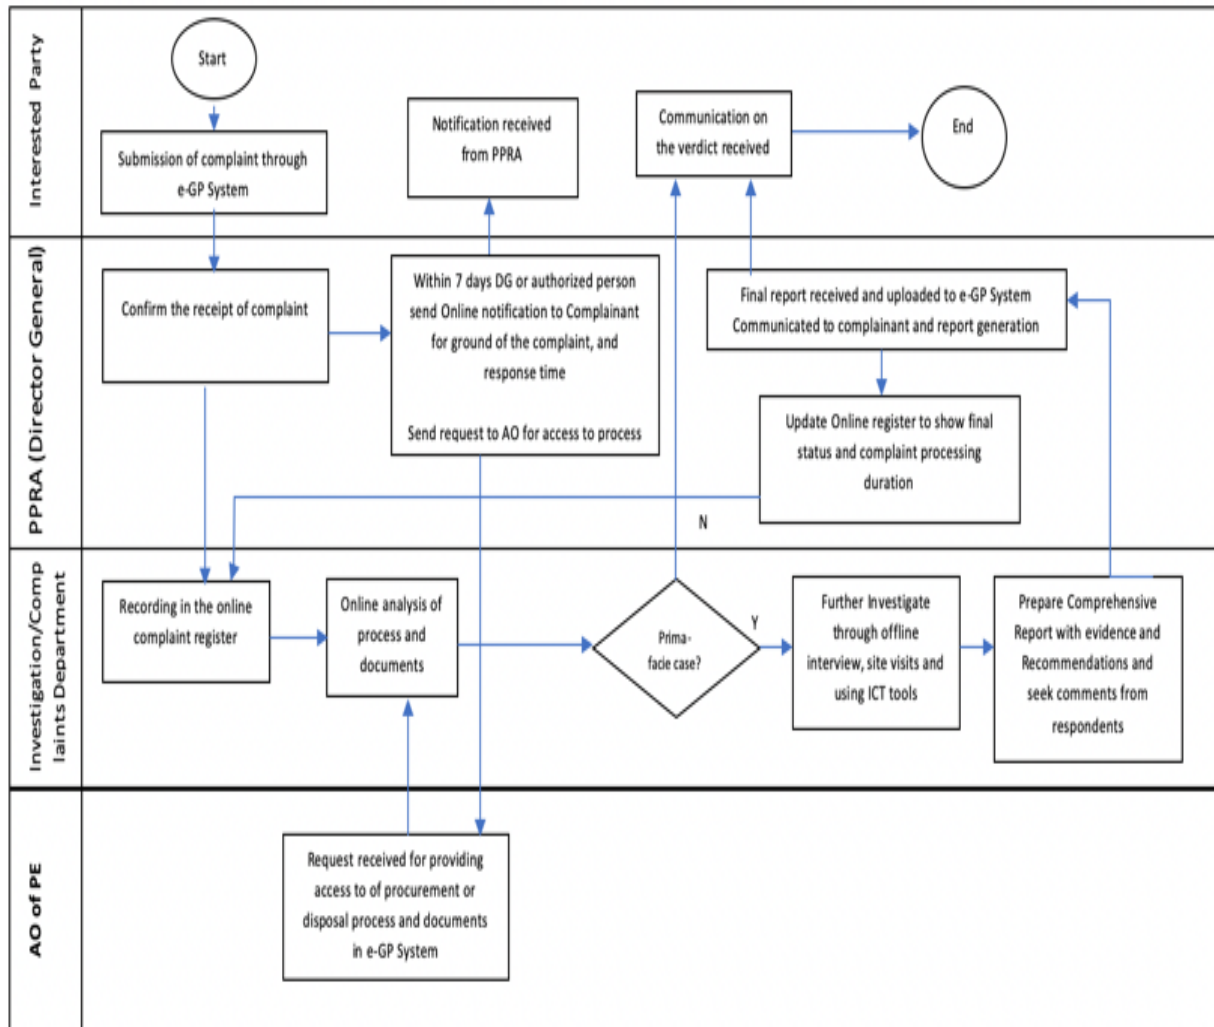 Interested Party
Start
Submission of complaint through
e-GP System
Notification received
from PPRA
Communication on
the verdict received
End
PPRA (Director General)
Confirm the receipt of complaint
Within 7 days DG or authorized person
send Online notification to Complainant
for ground of the complaint, and
response time
Send request to AO for access to process
Final report received and uploaded to e-GP System
Communicated to complainant and report generation
Update Online register to show final
status and complaint processing
duration
N
Investigation/Comp
laints Department
Recording in the online
complaint register
Online analysis of
process and
documents
Prima-
facie case?
Y
Further Investigate
through offline
interview, site visits and
using ICT tools
Prepare Comprehensive
Report with evidence and
Recommendations and
seek comments from
respondents
AO of PE
Request received for providing
access to of procurement or
disposal process and documents
in e-GP System